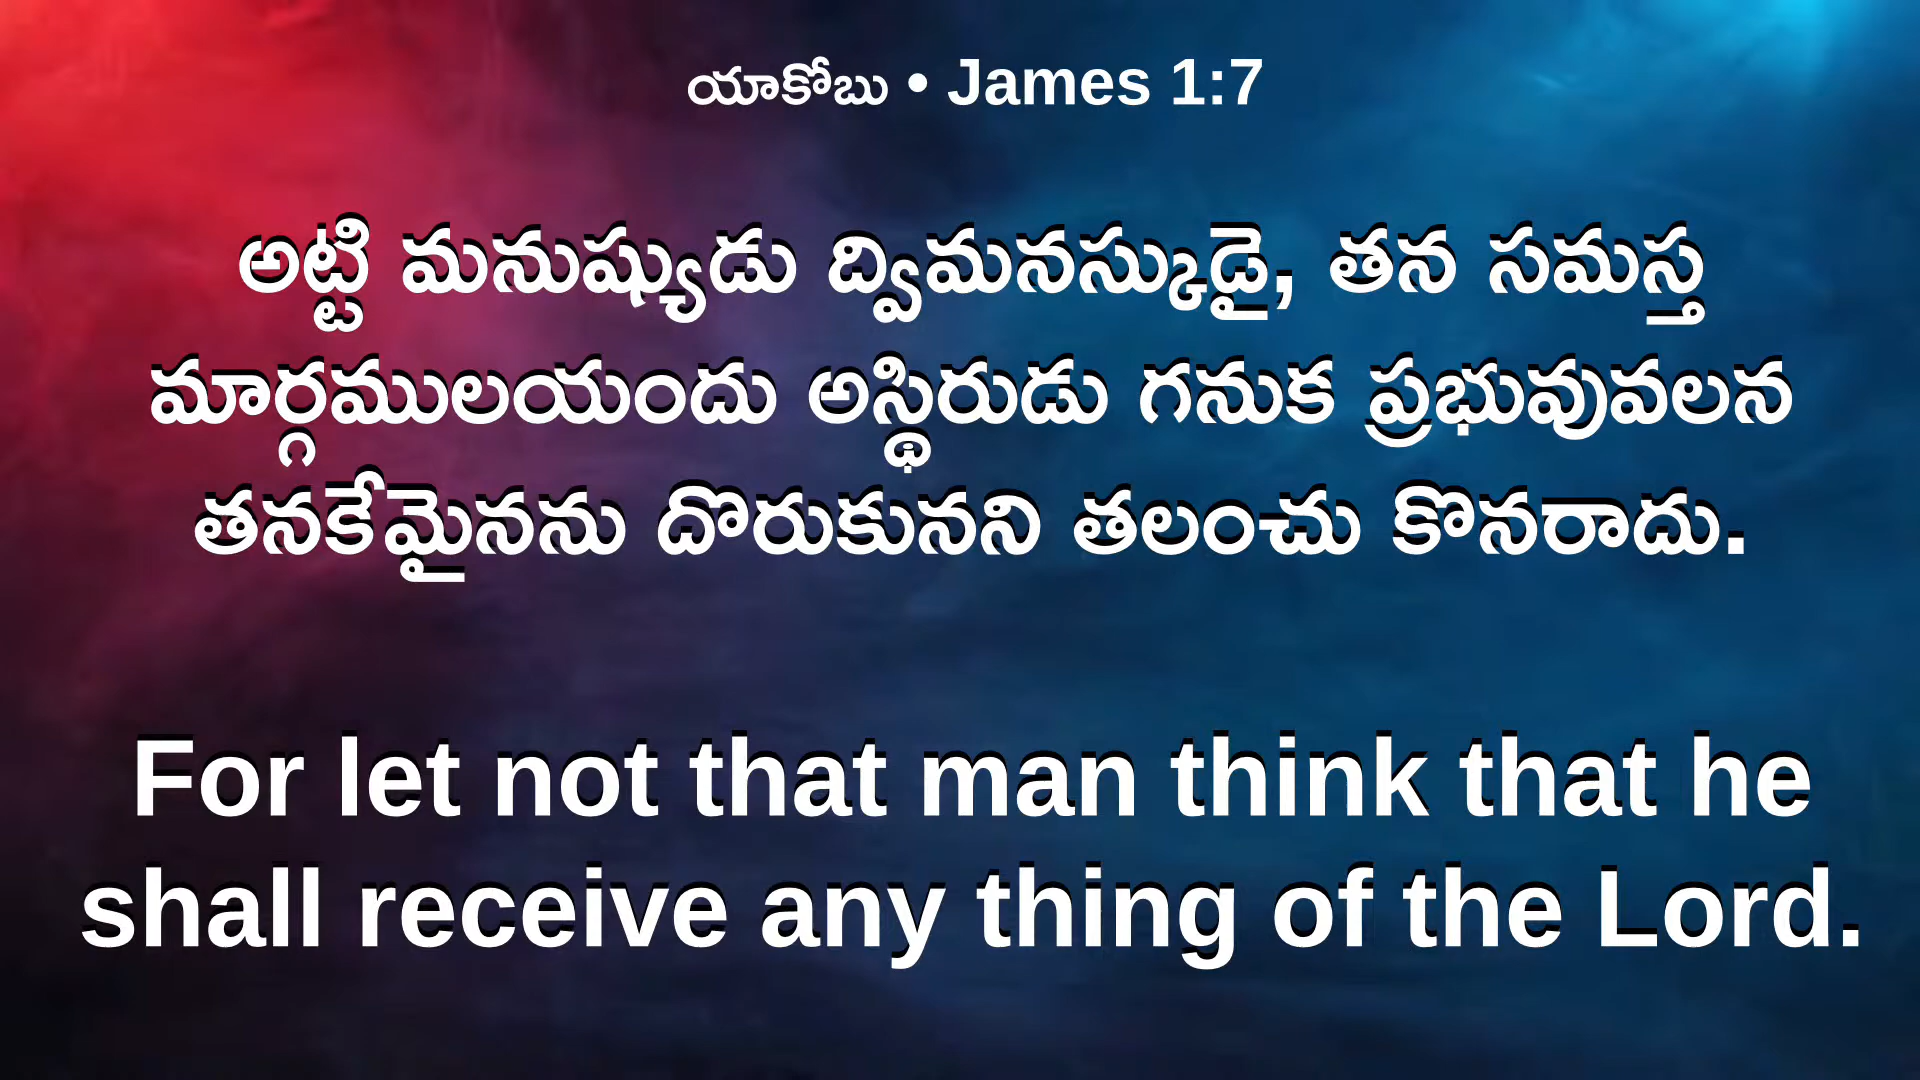 యాకోబు • James 1:7
అట్టి మనుష్యుడు ద్విమనస్కుడై, తన సమస్త
మార్గములయందు అస్థిరుడు గనుక ప్రభువువలన
తనకేమైనను దొరుకునని తలంచు కొనరాదు.
For let not that man think that he
shall receive any thing of the Lord.